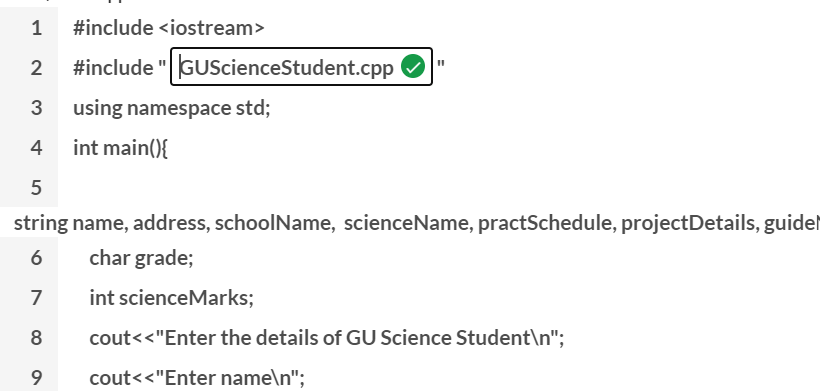 1 #include <iostream>
2 #include " GUScienceStudent.cpp "
3 using namespace std;
4 int main(){
5
string name, address, schoolName, scienceName, practSchedule, projectDetails,
6 char grade;
7 int scienceMarks;
8 cout<<"Enter the details of GU Science Student\n";
9 cout<<"Enter name\n";